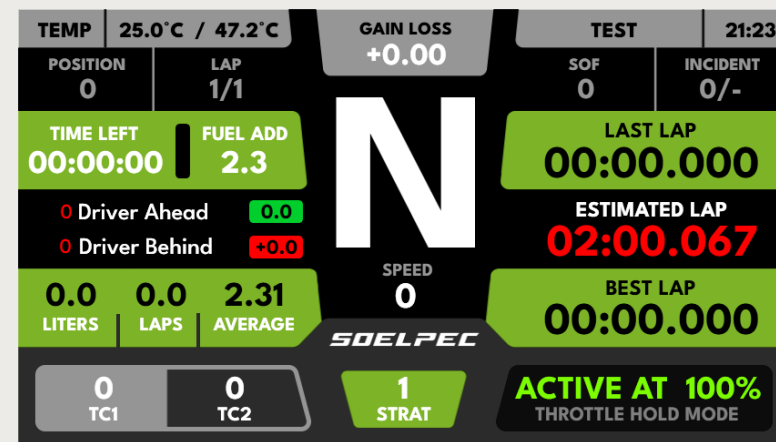 TEMP 25.0°C / 47.2°C GAIN LOSS TEST 21:23
+0.00
POSITION LAP SOF INCIDENT
0 1/1 0 0/-
TIME LEFT FUEL ADD LAST LAP
00:00:00 2.3 00:00.000
N
0 Driver Ahead 0.0 ESTIMATED LAP
0 Driver Behind +0.0 02:00.067
SPEED
0
0.0 0.0 2.31 BEST LAP
LITERS LAPS AVERAGE 00:00.000
SOELPEC
0 0 1 ACTIVE AT 100%
TC1 TC2 STRAT THROTTLE HOLD MODE